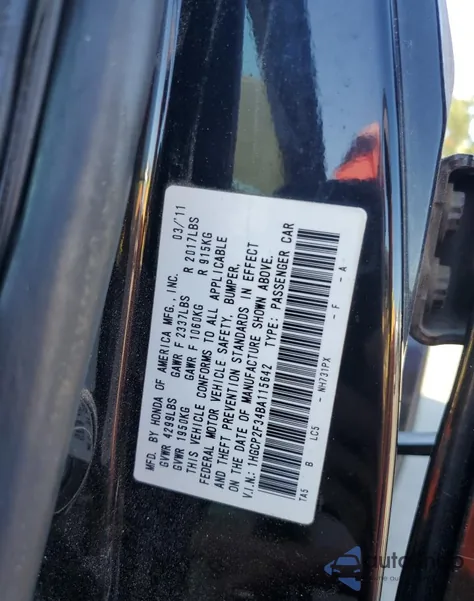 MFD. BY HONDA OF AMERICA MFG., INC. 03/11
GVWR 4299LBS GAWR F 2337LBS R 2017LBS
GVWR 1950KG GAWR F 1060KG R 915KG
THIS VEHICLE CONFORMS TO ALL APPLICABLE
FEDERAL MOTOR VEHICLE SAFETY, BUMPER,
AND THEFT PREVENTION STANDARDS IN EFFECT
ON THE DATE OF MANUFACTURE SHOWN ABOVE.
V.I.N.: 1HGCP2F34BA115642 TYPE: PASSENGER CAR
TA5 B LC5 - NH731PX - F - A -